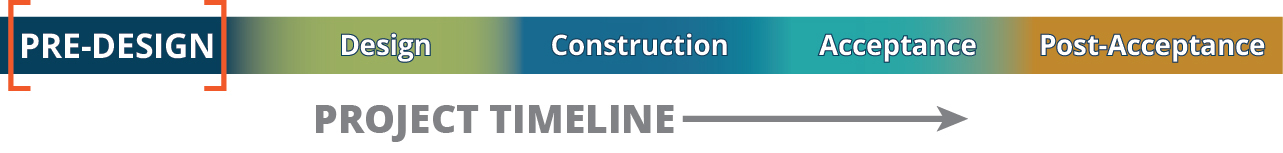 PRE-DESIGN Design Construction Acceptance Post-Acceptance
PROJECT TIMELINE